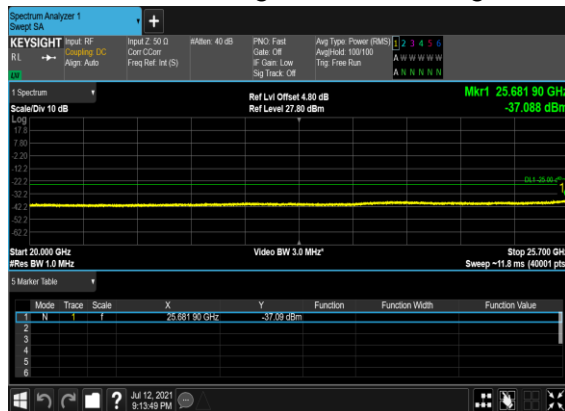 Spectrum Analyzer 1
Swept SA
+
KEYSIGHT Input: RF Input Z: 50 Ω #Atten: 40 dB PNO: Fast Avg Type: Power (RMS) 1 2 3 4 5 6
RL Coupling: DC Corr CCorr Gate: Off Avg|Hold: 100/100 A W W W W W
Align: Auto Freq Ref: Int (S) IF Gain: Low Trig: Free Run
Sig Track: Off A N N N N N
1 Spectrum Ref Lvl Offset 4.80 dB Mkr1 25.681 90 GHz
Scale/Div 10 dB Ref Level 27.80 dBm -37.088 dBm
Log
17.8
7.80
-2.20
-12.2
-22.2 DL1 -25.00
-32.2 1
-42.2
-52.2
-62.2
Start 20.000 GHz Video BW 3.0 MHz* Stop 25.700 GHz
#Res BW 1.0 MHz Sweep ~11.8 ms (40001 pts
5 Marker Table
Mode Trace Scale X Y Function Function Width Function Value
1 N 1 f 25.681 90 GHz -37.09 dBm
2
3
4
5
6
? Jul 12, 2021
9:13:49 PM